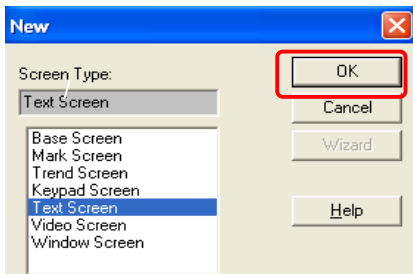 New
Screen Type:
Text Screen
Base Screen
Mark Screen
Trend Screen
Keypad Screen
Text Screen
Video Screen
Window Screen
OK
Cancel
Wizard
Help